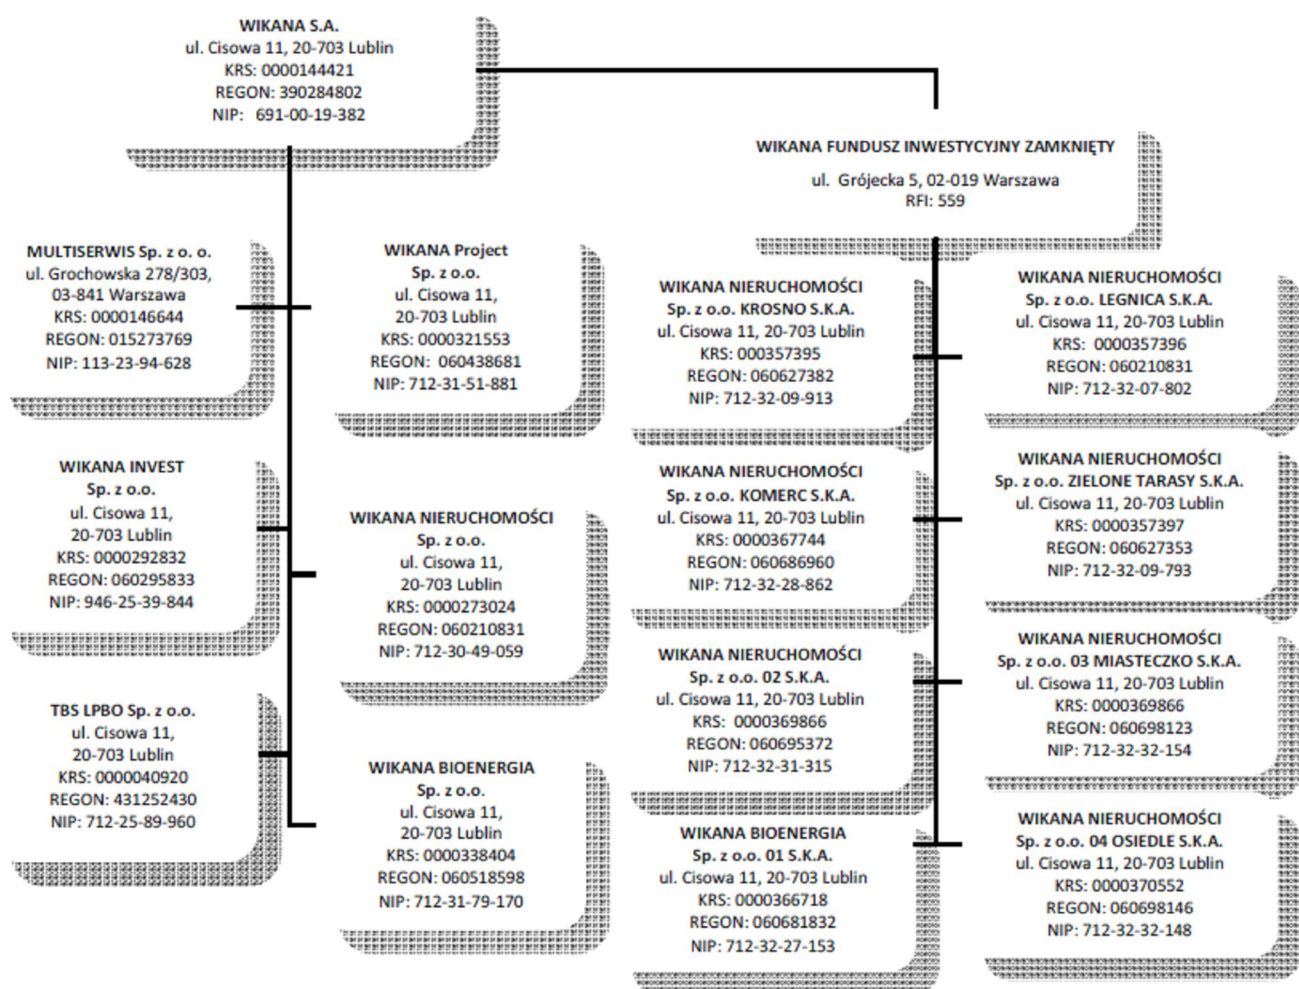 WIKANA S.A.
ul. Cisowa 11, 20-703 Lublin
KRS: 0000144421
REGON: 390284802
NIP: 691-00-19-382
WIKANA FUNDUSZ INWESTYCYJNY ZAMKNIĘTY
ul. Grójecka 5, 02-019 Warszawa
RFI: 559
MULTISERWIS Sp. z o. o.
ul. Grochowska 278/303,
03-841 Warszawa
KRS: 0000146644
REGON: 015273769
NIP: 113-23-94-628
WIKANA Project
Sp. z o.o.
ul. Cisowa 11,
20-703 Lublin
KRS: 0000321553
REGON: 060438681
NIP: 712-31-51-881
WIKANA NIERUCHOMOŚCI
Sp. z o.o. KROSNO S.K.A.
ul. Cisowa 11, 20-703 Lublin
KRS: 000357395
REGON: 060627382
NIP: 712-32-09-913
WIKANA NIERUCHOMOŚCI
Sp. z o.o. LEGNICA S.K.A.
ul. Cisowa 11, 20-703 Lublin
KRS: 0000357396
REGON: 060210831
NIP: 712-32-07-802
WIKANA INVEST
Sp. z o.o.
ul. Cisowa 11,
20-703 Lublin
KRS: 0000292832
REGON: 060295833
NIP: 946-25-39-844
WIKANA NIERUCHOMOŚCI
Sp. z o.o.
ul. Cisowa 11,
20-703 Lublin
KRS: 0000273024
REGON: 060210831
NIP: 712-30-49-059
WIKANA NIERUCHOMOŚCI
Sp. z o.o. KOMERC S.K.A.
ul. Cisowa 11, 20-703 Lublin
KRS: 0000367744
REGON: 060686960
NIP: 712-32-28-862
WIKANA NIERUCHOMOŚCI
Sp. z o.o. ZIELONE TARASY S.K.A.
ul. Cisowa 11, 20-703 Lublin
KRS: 0000357397
REGON: 060627353
NIP: 712-32-09-793
TBS LPBO Sp. z o.o.
ul. Cisowa 11,
20-703 Lublin
KRS: 0000040920
REGON: 431252430
NIP: 712-25-89-960
WIKANA BIOENERGIA
Sp. z o.o.
ul. Cisowa 11,
20-703 Lublin
KRS: 0000338404
REGON: 060518598
NIP: 712-31-79-170
WIKANA NIERUCHOMOŚCI
Sp. z o.o. 02 S.K.A.
ul. Cisowa 11, 20-703 Lublin
KRS: 0000369866
REGON: 060695372
NIP: 712-32-31-315
WIKANA NIERUCHOMOŚCI
Sp. z o.o. 03 MIASTECZKO S.K.A.
ul. Cisowa 11, 20-703 Lublin
KRS: 0000369866
REGON: 060698123
NIP: 712-32-32-154
WIKANA BIOENERGIA
Sp. z o.o. 01 S.K.A.
ul. Cisowa 11, 20-703 Lublin
KRS: 0000366718
REGON: 060681832
NIP: 712-32-27-153
WIKANA NIERUCHOMOŚCI
Sp. z o.o. 04 OSIEDLE S.K.A.
ul. Cisowa 11, 20-703 Lublin
KRS: 0000370552
REGON: 060698146
NIP: 712-32-32-148